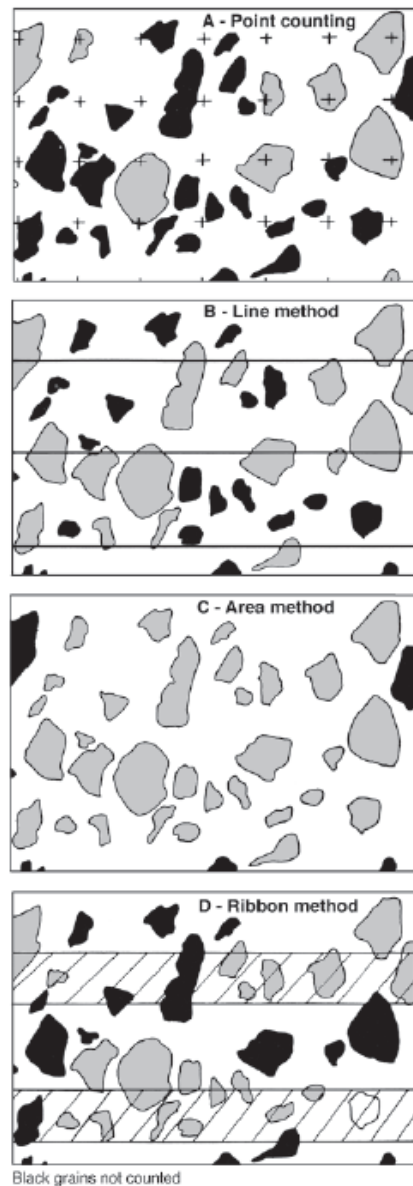 A - Point counting
B - Line method
C - Area method
D - Ribbon method
Black grains not counted